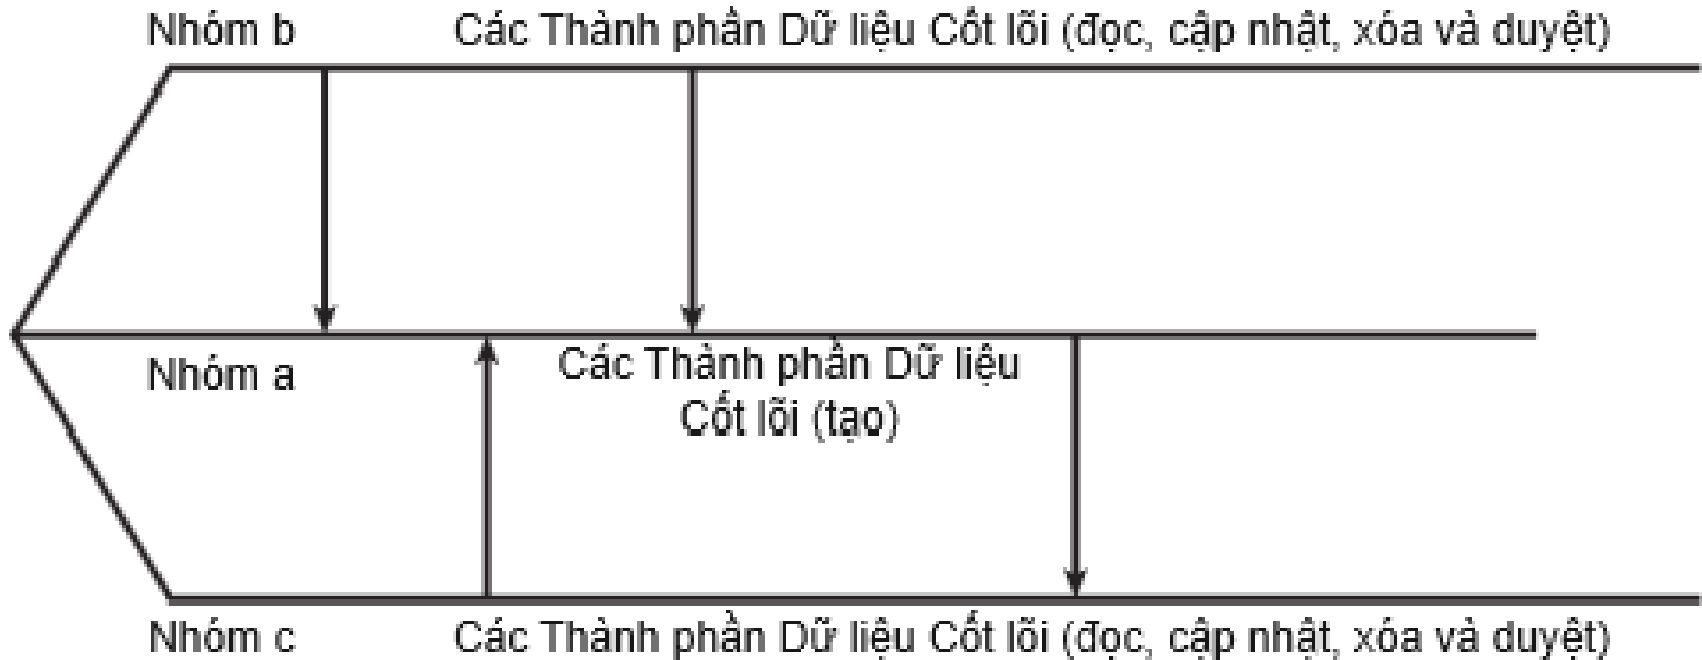 Nhóm b
Các Thành phần Dữ liệu Cốt lõi (đọc, cập nhật, xóa và duyệt)
Nhóm a
Các Thành phần Dữ liệu
Cốt lõi (tạo)
Nhóm c
Các Thành phần Dữ liệu Cốt lõi (đọc, cập nhật, xóa và duyệt)